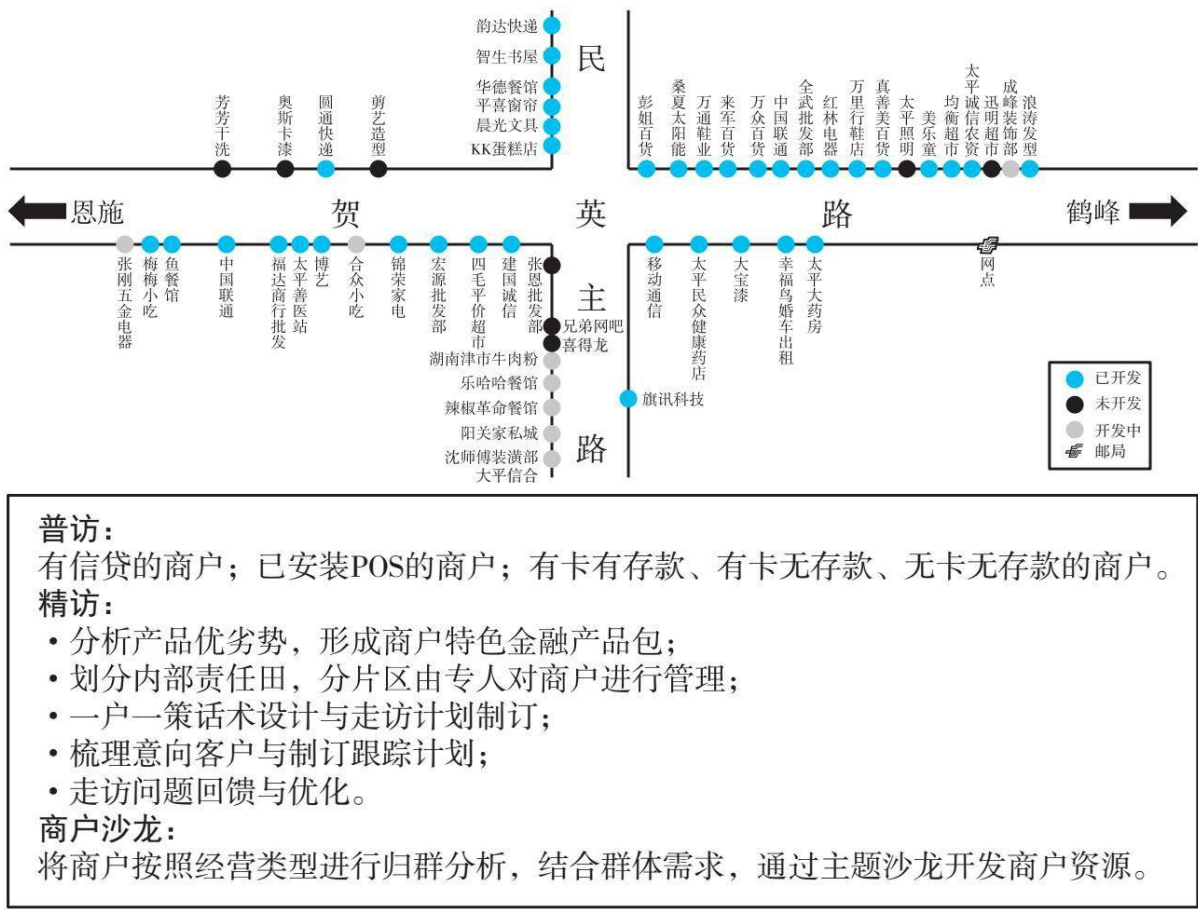 韵达快递
智生书屋
华德餐馆
平喜窗帘
晨光文具
KK蛋糕店
民
芳芳干洗
奥斯卡漆
圆通快递
剪艺造型
彭姐百货
桑夏太阳能
万通鞋业
来军百货
万众百货
中国联通
全武批发部
红林电器
万里行鞋店
真善美百货
太平照明
美乐童
均衡超市
太平诚信农资
迅明超市
成峰装饰部
浪涛发型
恩施
贺
英
路
鹤峰
张刚五金电器
梅梅小吃
鱼餐馆
中国联通
福达商行批发
太平善医站
博艺
合众小吃
锦荣家电
宏源批发部
四毛平价超市
建国诚信
张恩批发部
主
移动通信
太平民众健康药店
大宝漆
幸福鸟婚车出租
太平大药房
网点
兄弟网吧
喜得龙
湖南津市牛肉粉
乐哈哈餐馆
辣椒革命餐馆
阳关家私城
沈师傅装潢部
大平信合
路
旗讯科技
已开发
未开发
开发中
邮局
普访：
有信贷的商户；已安装POS的商户；有卡有存款、有卡无存款、无卡无存款的商户。
精访：
·分析产品优劣势，形成商户特色金融产品包；
·划分内部责任田，分片区由专人对商户进行管理；
·一户一策话术设计与走访计划制订；
·梳理意向客户与制订跟踪计划；
·走访问题回馈与优化。
商户沙龙：
将商户按照经营类型进行归群分析，结合群体需求，通过主题沙龙开发商户资源。